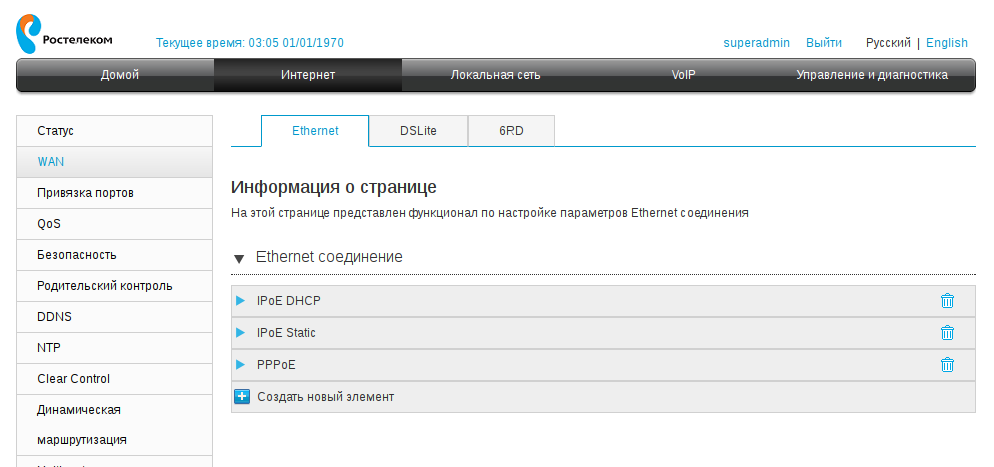 Ростелеком
Текущее время: 03:05 01/01/1970
superadmin Выйти Русский | English
Домой Интернет Локальная сеть VoIP Управление и диагностика
Статус
WAN
Привязка портов
QoS
Безопасность
Родительский контроль
DDNS
NTP
Clear Control
Динамическая
маршрутизация
Ethernet DSLite 6RD
Информация о странице
На этой странице представлен функционал по настройке параметров Ethernet соединения
Ethernet соединение
IPoE DHCP
IPoE Static
PPPoE
Создать новый элемент